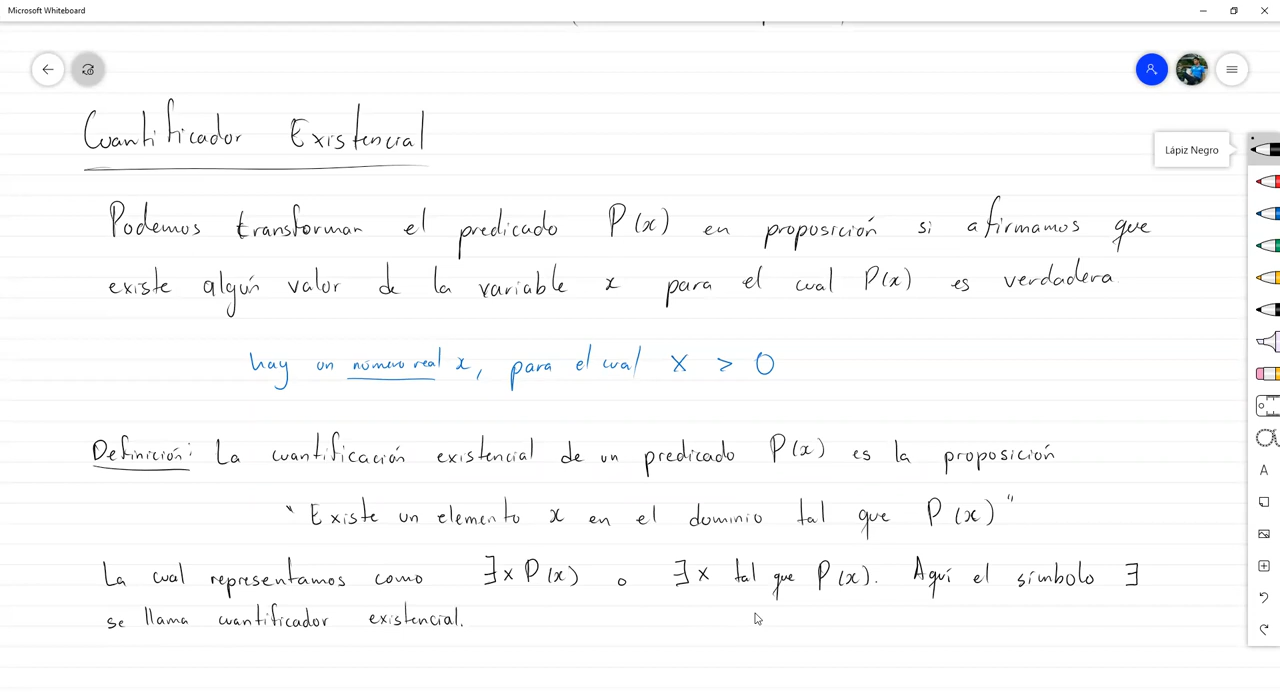 Microsoft Whiteboard
Cuantificador Existencial
Lápiz Negro
Podemos transformar el predicado P(x) en proposición si afirmamos que
existe algún valor de la variable x para el cual P(x) es verdadera
hay un número real x, para el cual x > 0
Definición: La cuantificación existencial de un predicado P(x) es la proposición
"Existe un elemento x en el dominio tal que P(x)"
La cual representamos como ∃x P(x) o ∃x tal que P(x). Aquí el símbolo ∃
se llama cuantificador existencial.